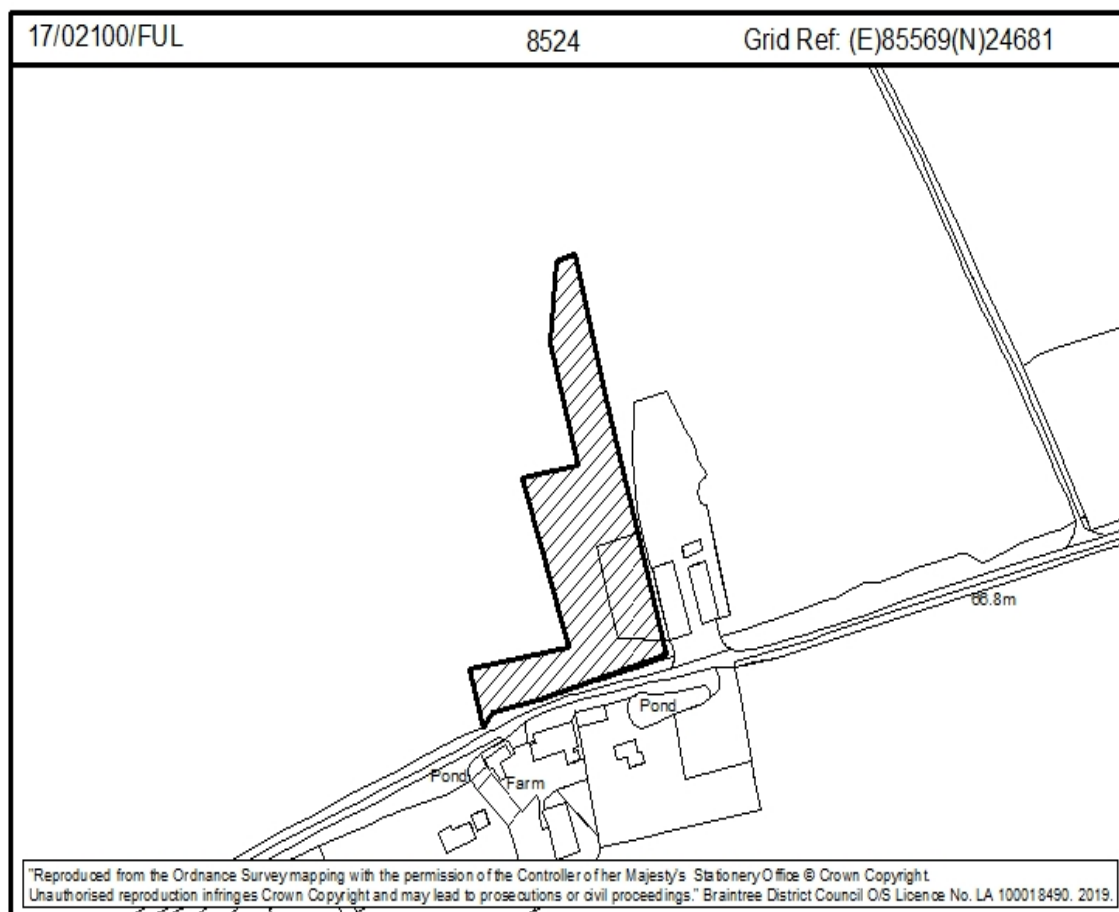 17/02100/FUL 8524 Grid Ref: (E)85569(N)24681
66.8m
Pond
Pond
Farm
"Reproduced from the Ordnance Survey mapping with the permission of the Controller of her Majesty's Stationery Office © Crown Copyright.
Unauthorised reproduction infringes Crown Copyright and may lead to prosecutions or civil proceedings." Braintree District Council O/S Licence No. LA 100018490. 2019.